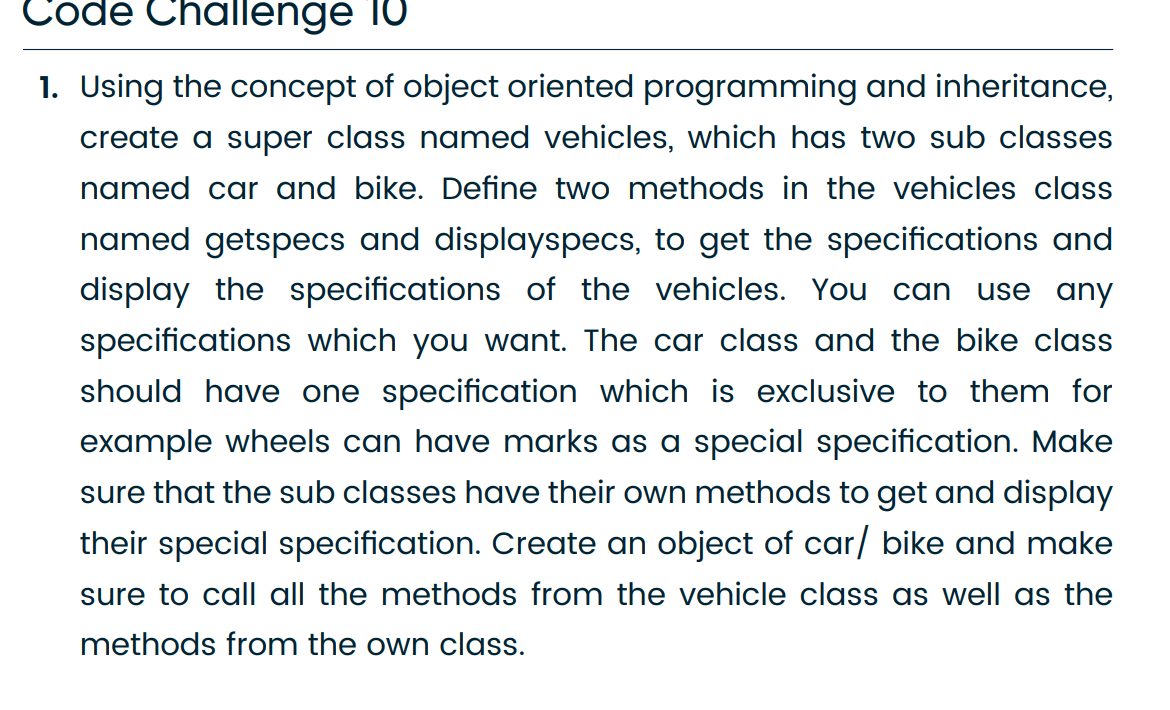 Code Challenge 10
1. Using the concept of object oriented programming and inheritance,
create a super class named vehicles, which has two sub classes
named car and bike. Define two methods in the vehicles class
named getspecs and displayspecs, to get the specifications and
display the specifications of the vehicles. You can use any
specifications which you want. The car class and the bike class
should have one specification which is exclusive to them for
example wheels can have marks as a special specification. Make
sure that the sub classes have their own methods to get and display
their special specification. Create an object of car/ bike and make
sure to call all the methods from the vehicle class as well as the
methods from the own class.